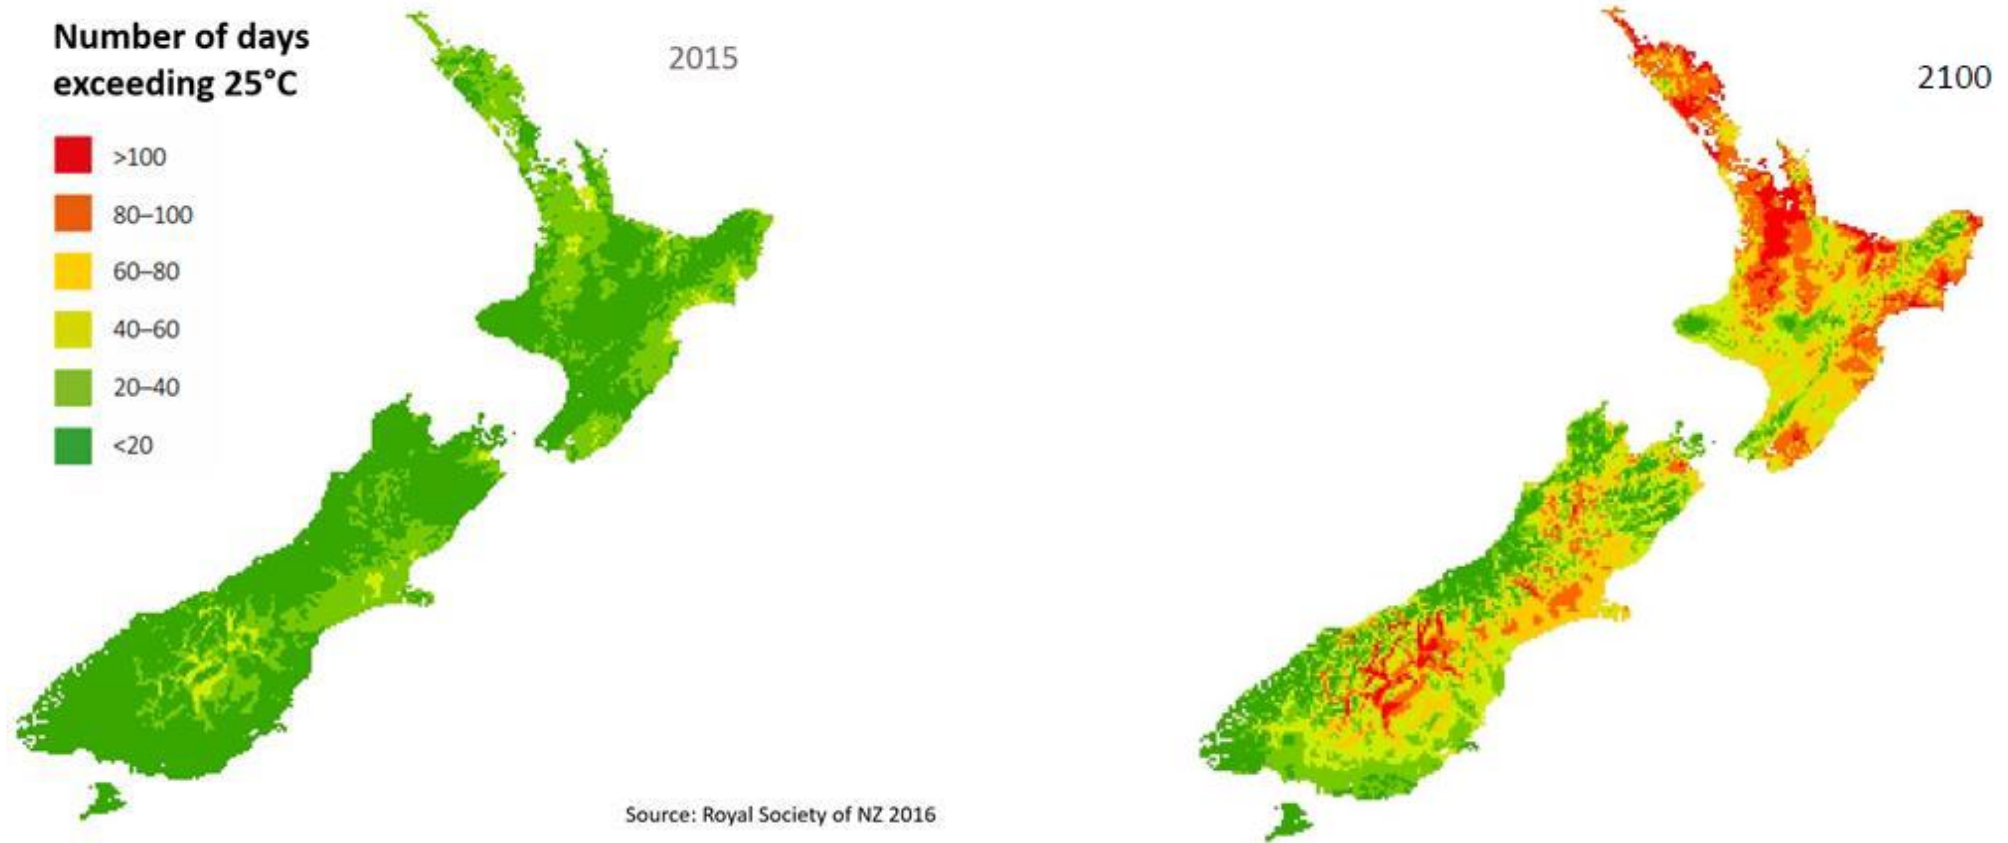 Number of days
exceeding 25°C
>100
80–100
60–80
40–60
20–40
<20
2015
2100
Source: Royal Society of NZ 2016